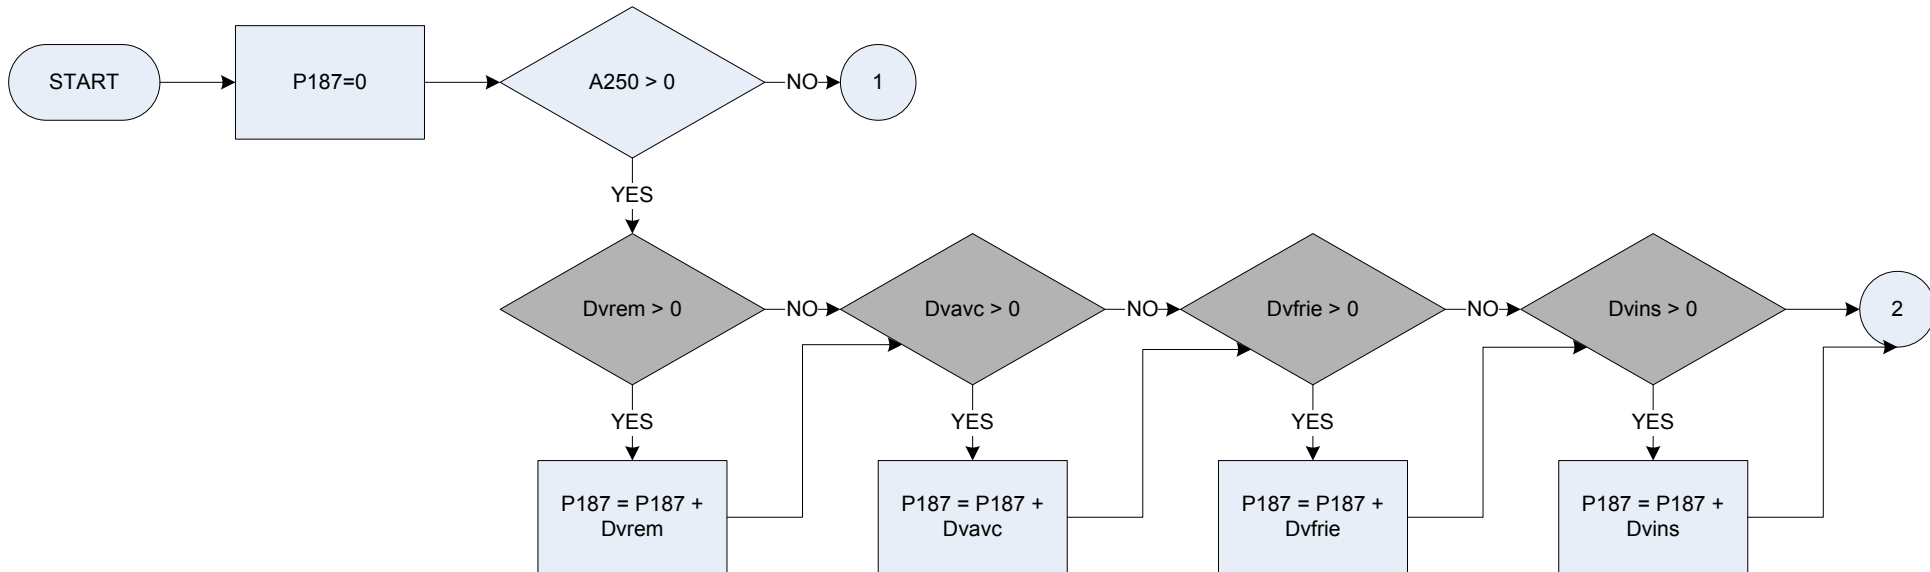 START
P187=0
A250 > 0
NO
1
YES
Dvrem > 0
NO
Dvavc > 0
NO
Dvfrie > 0
NO
Dvins > 0
2
YES
YES
YES
YES
P187 = P187 +
Dvrem
P187 = P187 +
Dvavc
P187 = P187 +
Dvfrie
P187 = P187 +
Dvins